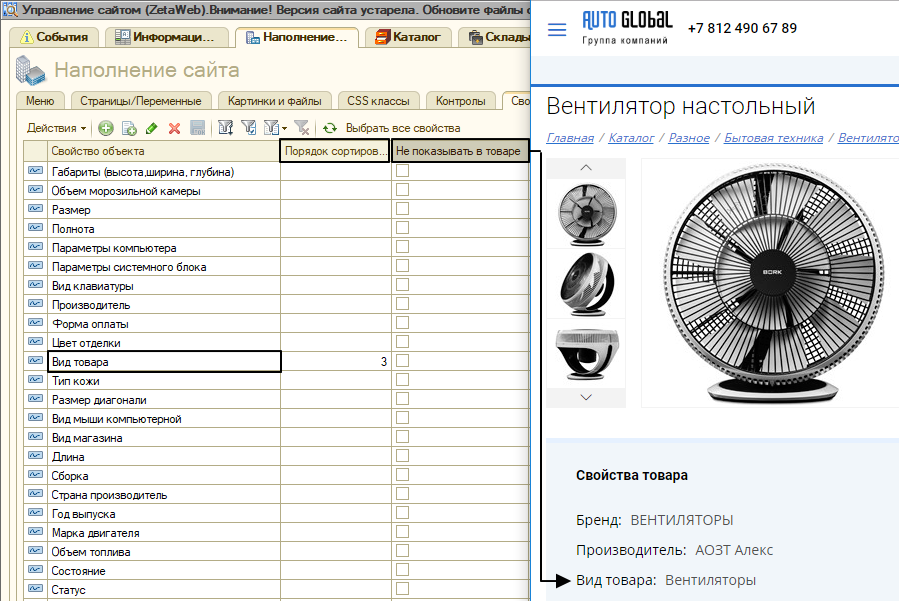 Управление сайтом (ZetaWeb).Внимание! Версия сайта устарела. Обновите файлы с
События
Информаци...
Наполнение...
Каталог
Склады
Наполнение сайта
Меню
Страницы/Переменные
Картинки и файлы
CSS классы
Контролы
Сво
Действия
Выбрать все свойства
Свойство объекта
Порядок сортиров...
Не показывать в товаре
Габариты (высота,ширина, глубина)
Объем морозильной камеры
Размер
Полнота
Параметры компьютера
Параметры системного блока
Вид клавиатуры
Производитель
Форма оплаты
Цвет отделки
Вид товара 3
Тип кожи
Размер диагонали
Вид мыши компьютерной
Вид магазина
Длина
Сборка
Страна производитель
Год выпуска
Марка двигателя
Объем топлива
Состояние
Статус
AUTO GLOBAL
Группа компаний
+7 812 490 67 89
Вентилятор настольный
Главная / Каталог / Разное / Бытовая техника / Вентилято
BORK
Свойства товара
Бренд: ВЕНТИЛЯТОРЫ
Производитель: АОЗТ Алекс
Вид товара: Вентиляторы